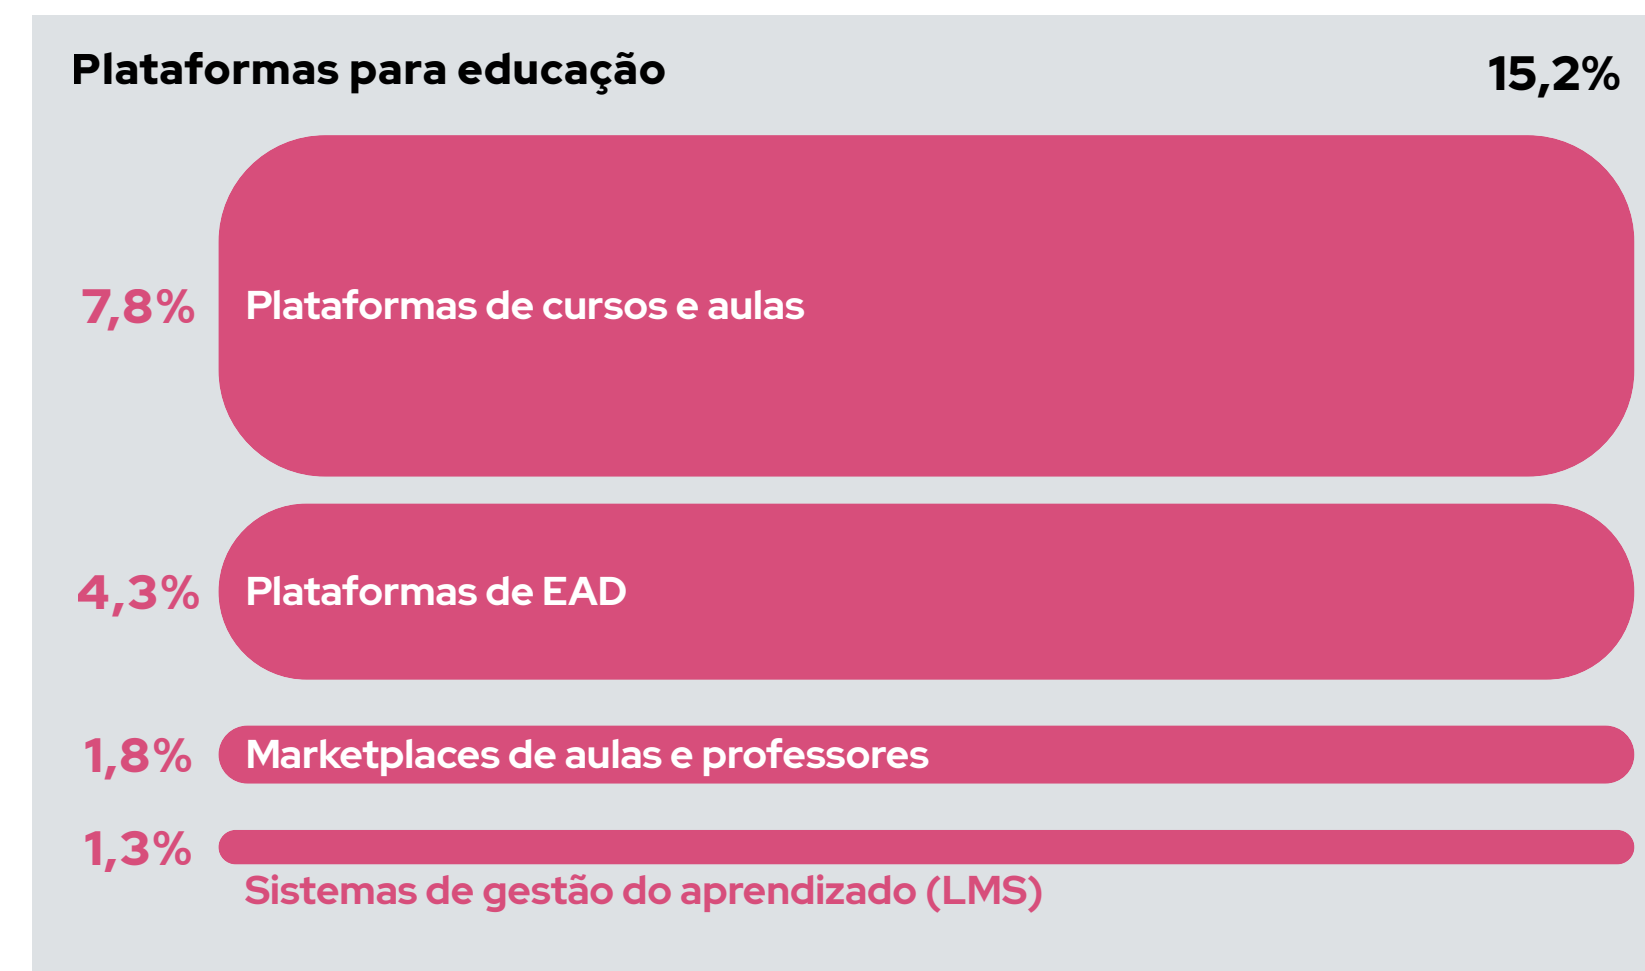 Plataformas para educação 15,2%
7,8% Plataformas de cursos e aulas
4,3% Plataformas de EAD
1,8% Marketplaces de aulas e professores
1,3%
Sistemas de gestão do aprendizado (LMS)